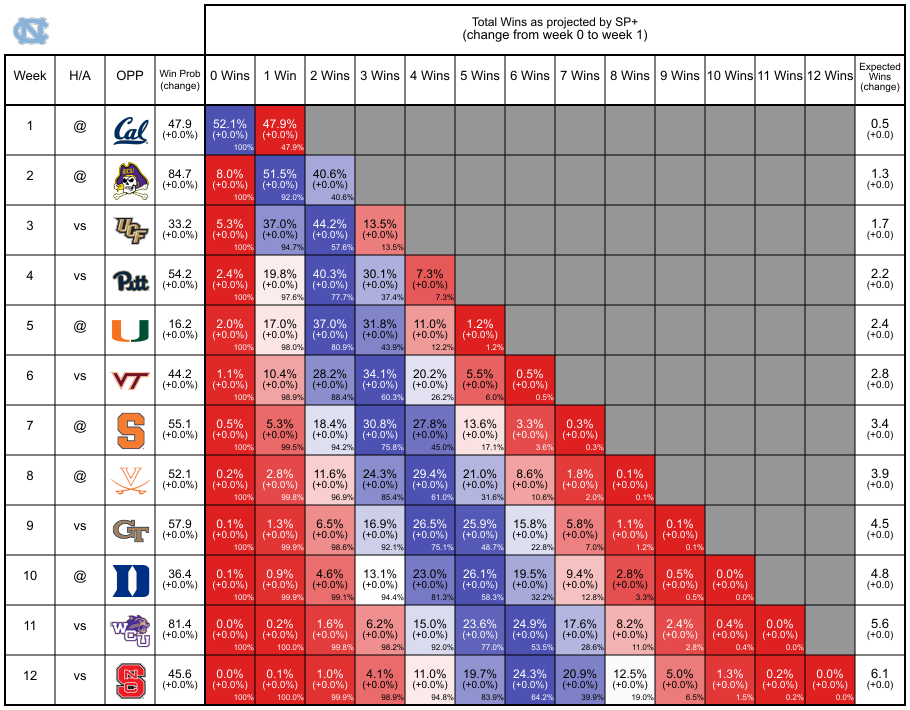 Total Wins as projected by SP+
(change from week 0 to week 1)
Week H/A OPP Win Prob (change) 0 Wins 1 Win 2 Wins 3 Wins 4 Wins 5 Wins 6 Wins 7 Wins 8 Wins 9 Wins 10 Wins 11 Wins 12 Wins Expected Wins (change)
1 @ Cal 47.9 52.1% 47.9% 0.5
(+0.0%) (+0.0%) (+0.0%) (+0.0)
100% 47.9%
2 @ ECU 84.7 8.0% 51.5% 40.6% 1.3
(+0.0%) (+0.0%) (+0.0%) (+0.0%) (+0.0)
100% 92.0% 40.6%
3 vs UCF 33.2 5.3% 37.0% 44.2% 13.5% 1.7
(+0.0%) (+0.0%) (+0.0%) (+0.0%) (+0.0%) (+0.0)
100% 94.7% 57.6% 13.5%
4 vs Pitt 54.2 2.4% 19.8% 40.3% 30.1% 7.3% 2.2
(+0.0%) (+0.0%) (+0.0%) (+0.0%) (+0.0%) (+0.0%) (+0.0)
100% 97.6% 77.7% 37.4% 7.3%
5 @ U 16.2 2.0% 17.0% 37.0% 31.8% 11.0% 1.2% 2.4
(+0.0%) (+0.0%) (+0.0%) (+0.0%) (+0.0%) (+0.0%) (+0.0%) (+0.0)
100% 98.0% 80.9% 43.9% 12.2% 1.2%
6 vs VT 44.2 1.1% 10.4% 28.2% 34.1% 20.2% 5.5% 0.5% 2.8
(+0.0%) (+0.0%) (+0.0%) (+0.0%) (+0.0%) (+0.0%) (+0.0%) (+0.0%) (+0.0)
100% 98.9% 88.4% 60.3% 26.2% 6.0% 0.5%
7 @ S 55.1 0.5% 5.3% 18.4% 30.8% 27.8% 13.6% 3.3% 0.3% 3.4
(+0.0%) (+0.0%) (+0.0%) (+0.0%) (+0.0%) (+0.0%) (+0.0%) (+0.0%) (+0.0%) (+0.0)
100% 99.5% 94.2% 75.8% 45.0% 17.1% 3.6% 0.3%
8 @ V 52.1 0.2% 2.8% 11.6% 24.3% 29.4% 21.0% 8.6% 1.8% 0.1% 3.9
(+0.0%) (+0.0%) (+0.0%) (+0.0%) (+0.0%) (+0.0%) (+0.0%) (+0.0%) (+0.0%) (+0.0%) (+0.0)
100% 99.8% 96.9% 85.4% 61.0% 31.6% 10.6% 2.0% 0.1%
9 vs GT 57.9 0.1% 1.3% 6.5% 16.9% 26.5% 25.9% 15.8% 5.8% 1.1% 0.1% 4.5
(+0.0%) (+0.0%) (+0.0%) (+0.0%) (+0.0%) (+0.0%) (+0.0%) (+0.0%) (+0.0%) (+0.0%) (+0.0%) (+0.0)
100% 99.9% 98.6% 92.1% 75.1% 48.7% 22.8% 7.0% 1.2% 0.1%
10 @ D 36.4 0.1% 0.9% 4.6% 13.1% 23.0% 26.1% 19.5% 9.4% 2.8% 0.5% 0.0% 4.8
(+0.0%) (+0.0%) (+0.0%) (+0.0%) (+0.0%) (+0.0%) (+0.0%) (+0.0%) (+0.0%) (+0.0%) (+0.0%) (+0.0%) (+0.0)
100% 99.9% 99.1% 94.4% 81.3% 58.3% 32.2% 12.8% 3.3% 0.5% 0.0%
11 vs WCU 81.4 0.0% 0.2% 1.6% 6.2% 15.0% 23.6% 24.9% 17.6% 8.2% 2.4% 0.4% 0.0% 5.6
(+0.0%) (+0.0%) (+0.0%) (+0.0%) (+0.0%) (+0.0%) (+0.0%) (+0.0%) (+0.0%) (+0.0%) (+0.0%) (+0.0%) (+0.0%) (+0.0)
100% 100.0% 99.8% 98.2% 92.0% 77.0% 53.5% 28.6% 11.0% 2.8% 0.4% 0.0%
12 vs S 45.6 0.0% 0.1% 1.0% 4.1% 11.0% 19.7% 24.3% 20.9% 12.5% 5.0% 1.3% 0.2% 0.0% 6.1
(+0.0%) (+0.0%) (+0.0%) (+0.0%) (+0.0%) (+0.0%) (+0.0%) (+0.0%) (+0.0%) (+0.0%) (+0.0%) (+0.0%) (+0.0%) (+0.0%) (+0.0)
100% 100.0% 99.9% 98.9% 94.8% 83.9% 64.2% 39.9% 19.0% 6.5% 1.5% 0.2% 0.0%